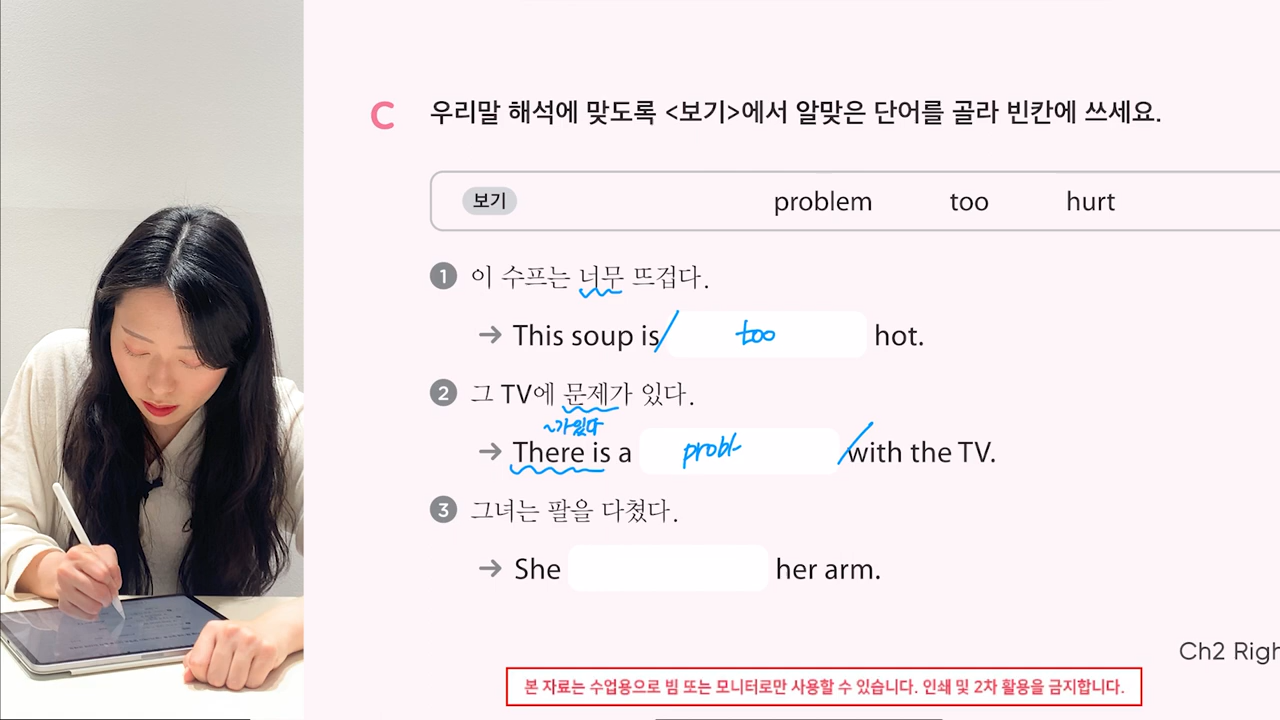 C 우리말 해석에 맞도록 <보기>에서 알맞은 단어를 골라 빈칸에 쓰세요.
보기 problem too hurt
1 이 수프는 너무 뜨겁다.
→ This soup is too hot.
2 그 TV에 문제가 있다.
~가 있다
→ There is a probl with the TV.
3 그녀는 팔을 다쳤다.
→ She her arm.
Ch2 Righ
본 자료는 수업용으로 빔 또는 모니터로만 사용할 수 있습니다. 인쇄 및 2차 활용을 금지합니다.